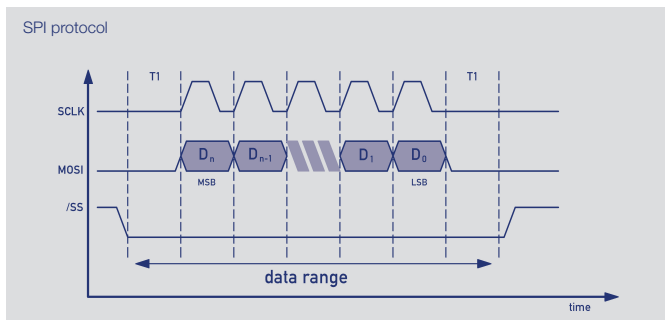 SPI protocol
T1
T1
SCLK
MOSI
Dn
Dn-1
D1
D0
MSB
LSB
/SS
data range
time